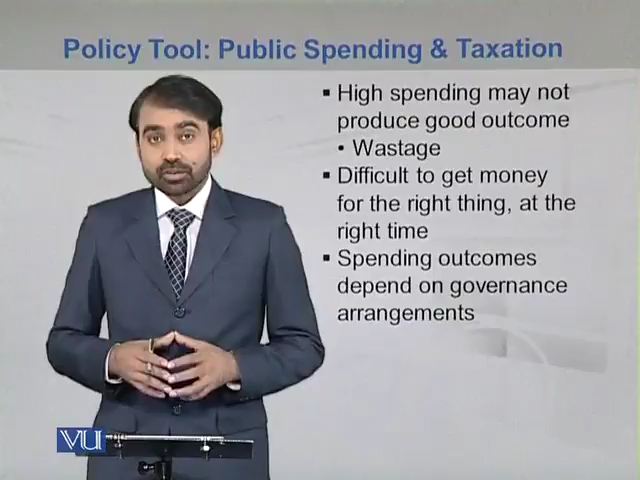 Policy Tool: Public Spending & Taxation
▪ High spending may not
produce good outcome
• Wastage
▪ Difficult to get money
for the right thing, at the
right time
▪ Spending outcomes
depend on governance
arrangements
VU